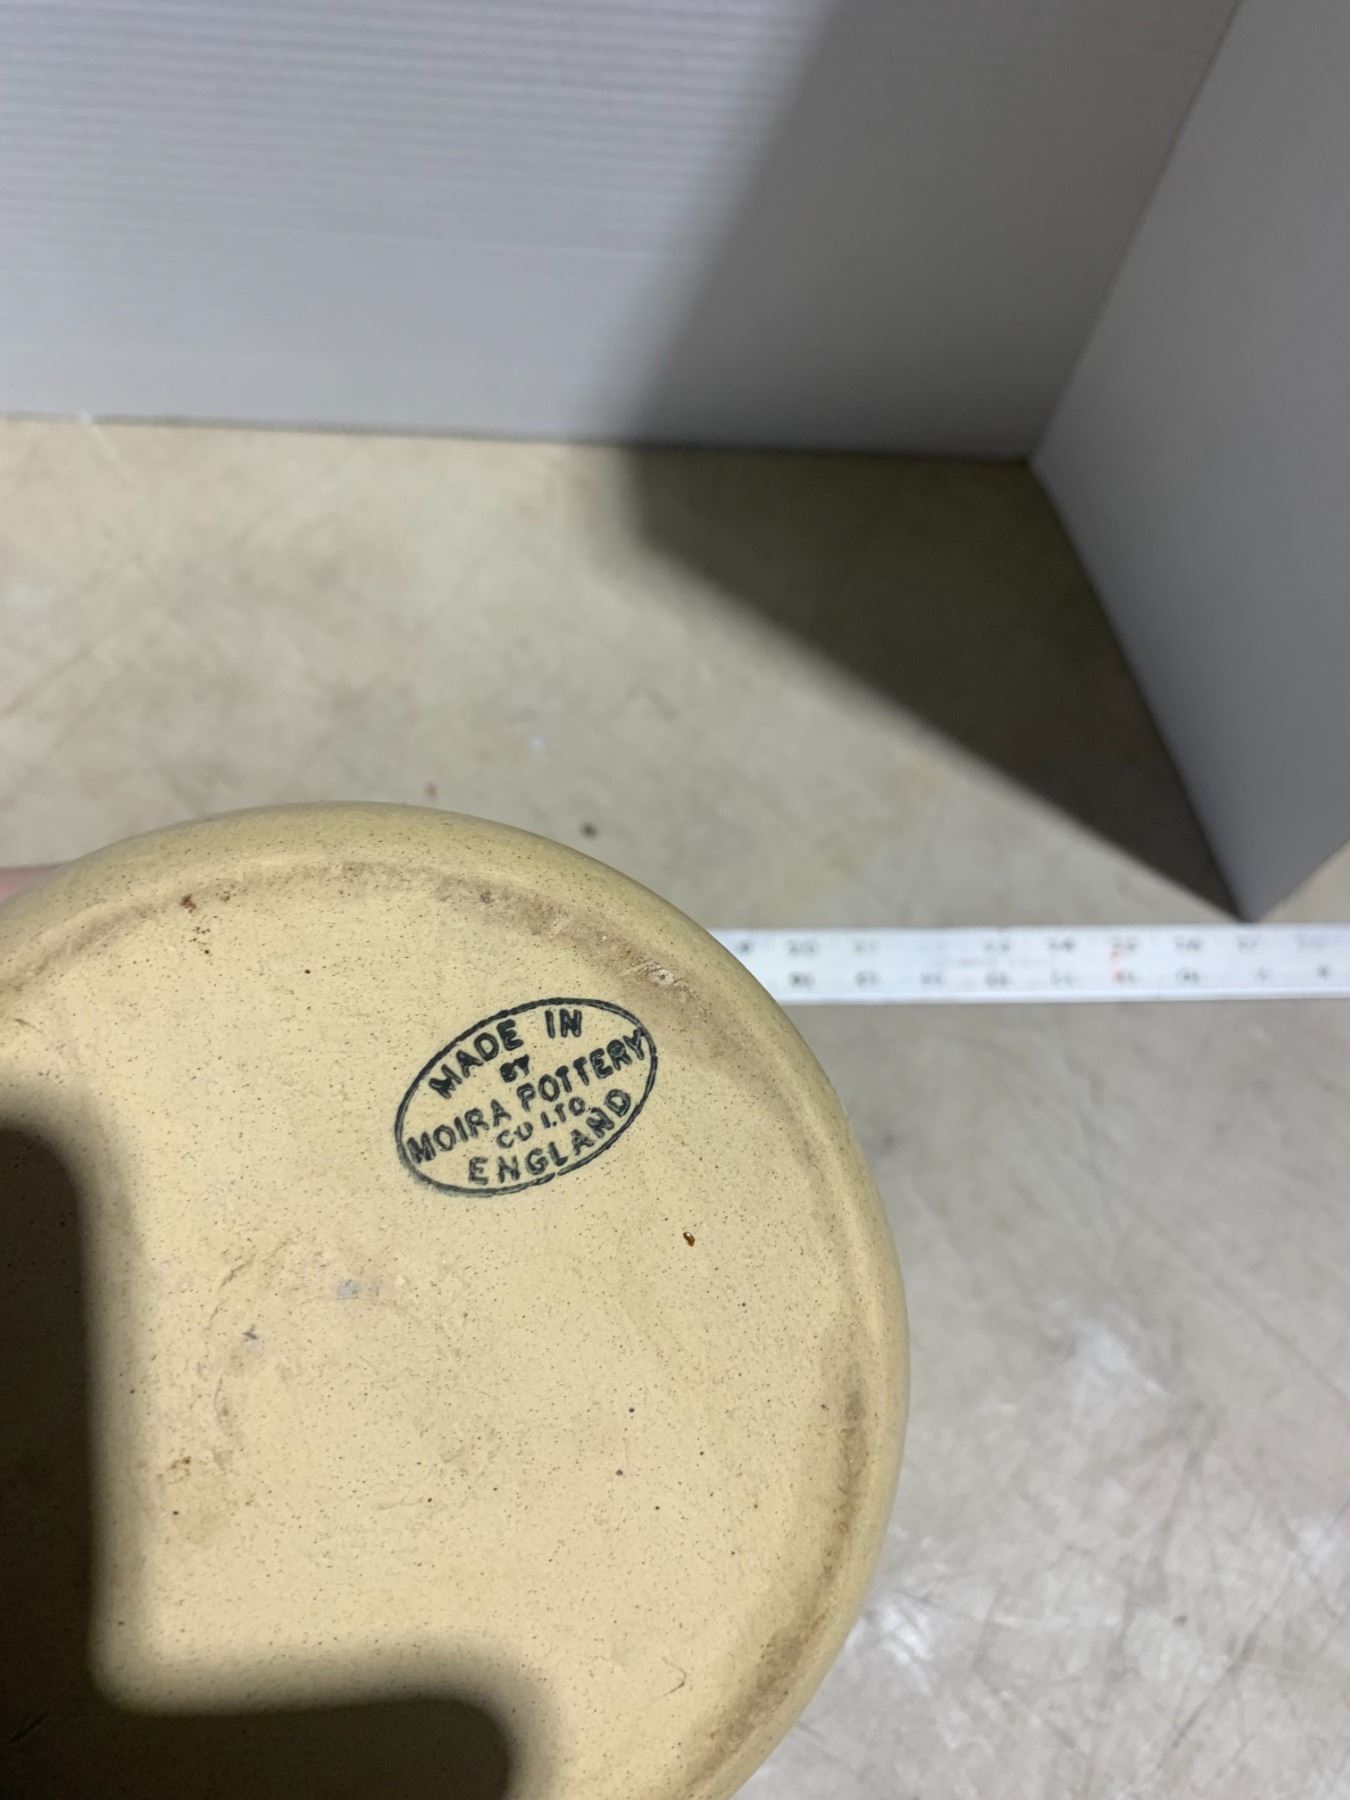 MADE IN
BY
MOIRA POTTERY
CO LTD
ENGLAND